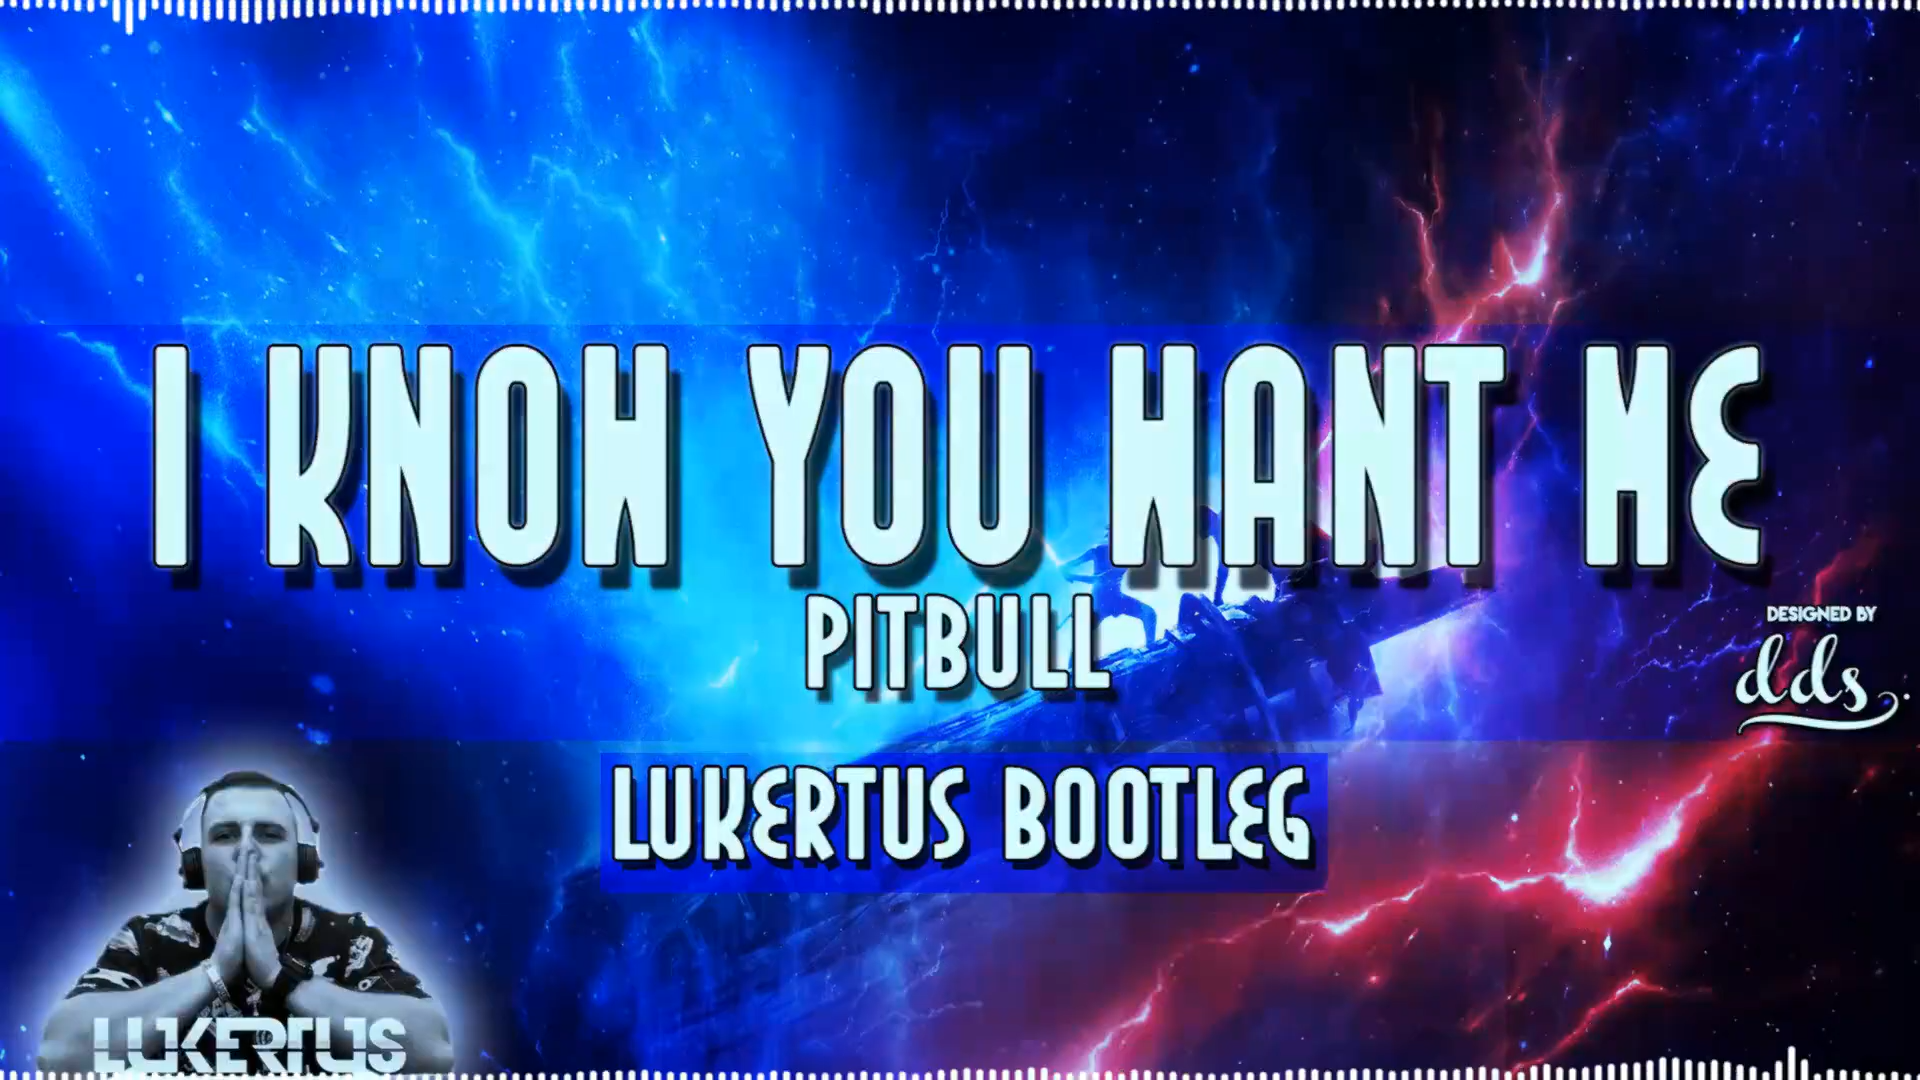 I KNOW YOU WANT ME
PITBULL
DESIGNED BY
dds
LUKERTUS BOOTLEG
LUKERTUS